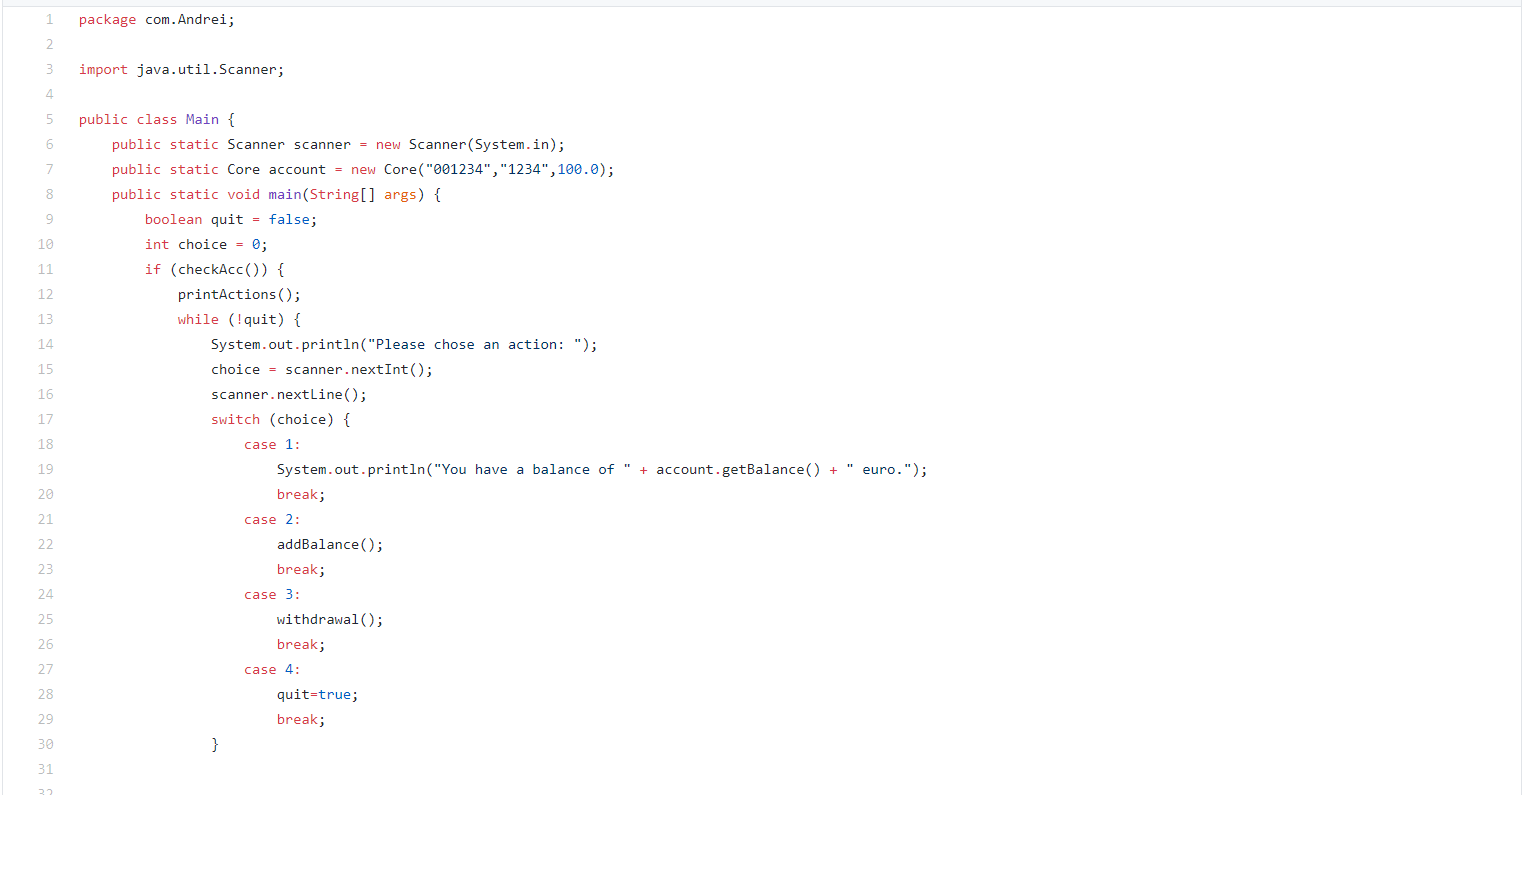 1 package com.Andrei;
2
3 import java.util.Scanner;
4
5 public class Main {
6 public static Scanner scanner = new Scanner(System.in);
7 public static Core account = new Core("001234","1234",100.0);
8 public static void main(String[] args) {
9 boolean quit = false;
10 int choice = 0;
11 if (checkAcc()) {
12 printActions();
13 while (!quit) {
14 System.out.println("Please chose an action: ");
15 choice = scanner.nextInt();
16 scanner.nextLine();
17 switch (choice) {
18 case 1:
19 System.out.println("You have a balance of " + account.getBalance() + " euro.");
20 break;
21 case 2:
22 addBalance();
23 break;
24 case 3:
25 withdrawal();
26 break;
27 case 4:
28 quit=true;
29 break;
30 }
31
32